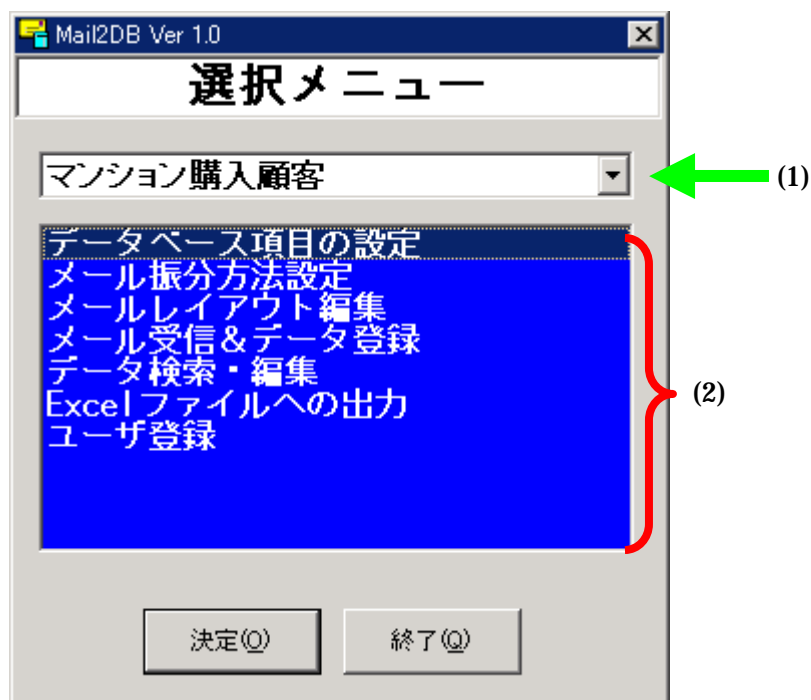 Mail2DB Ver 1.0
選択メニュー
マンション購入顧客
(1)
データベース項目の設定
メール振分方法設定
メールレイアウト編集
メール受信&データ登録
データ検索・編集
Excelファイルへの出力
ユーザ登録
(2)
決定(O)
終了(Q)